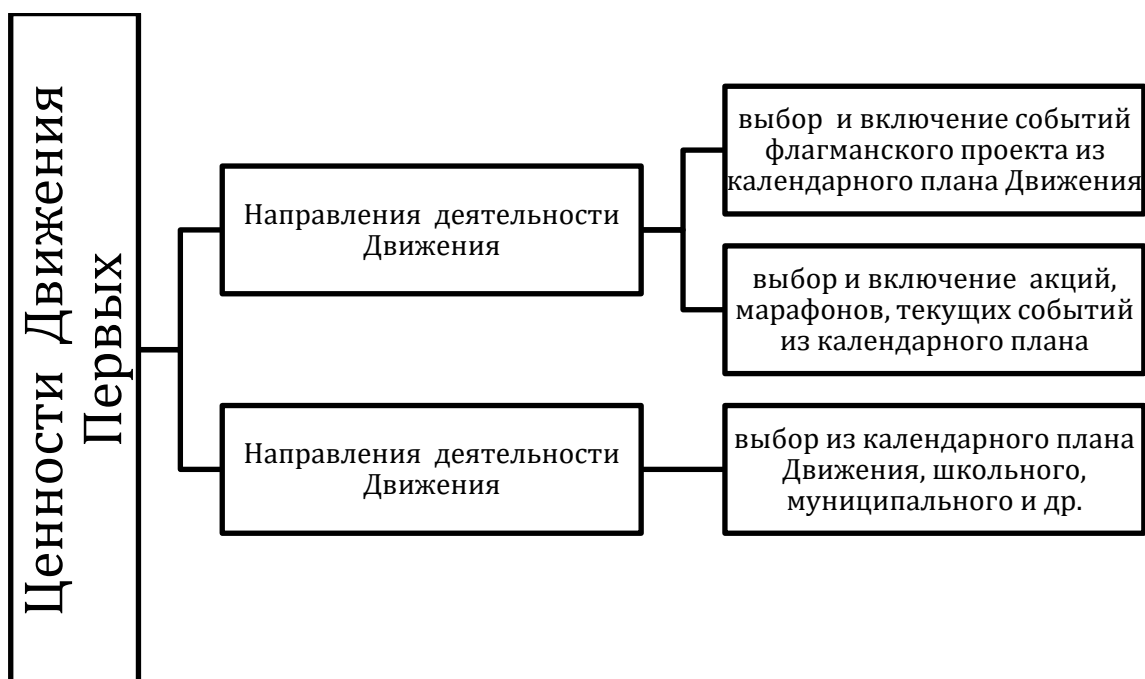 Ценности Движения
Первых
Направления деятельности
Движения
выбор и включение событий
флагманского проекта из
календарного плана Движения
выбор и включение акций,
марафонов, текущих событий
из календарного плана
Направления деятельности
Движения
выбор из календарного плана
Движения, школьного,
муниципального и др.